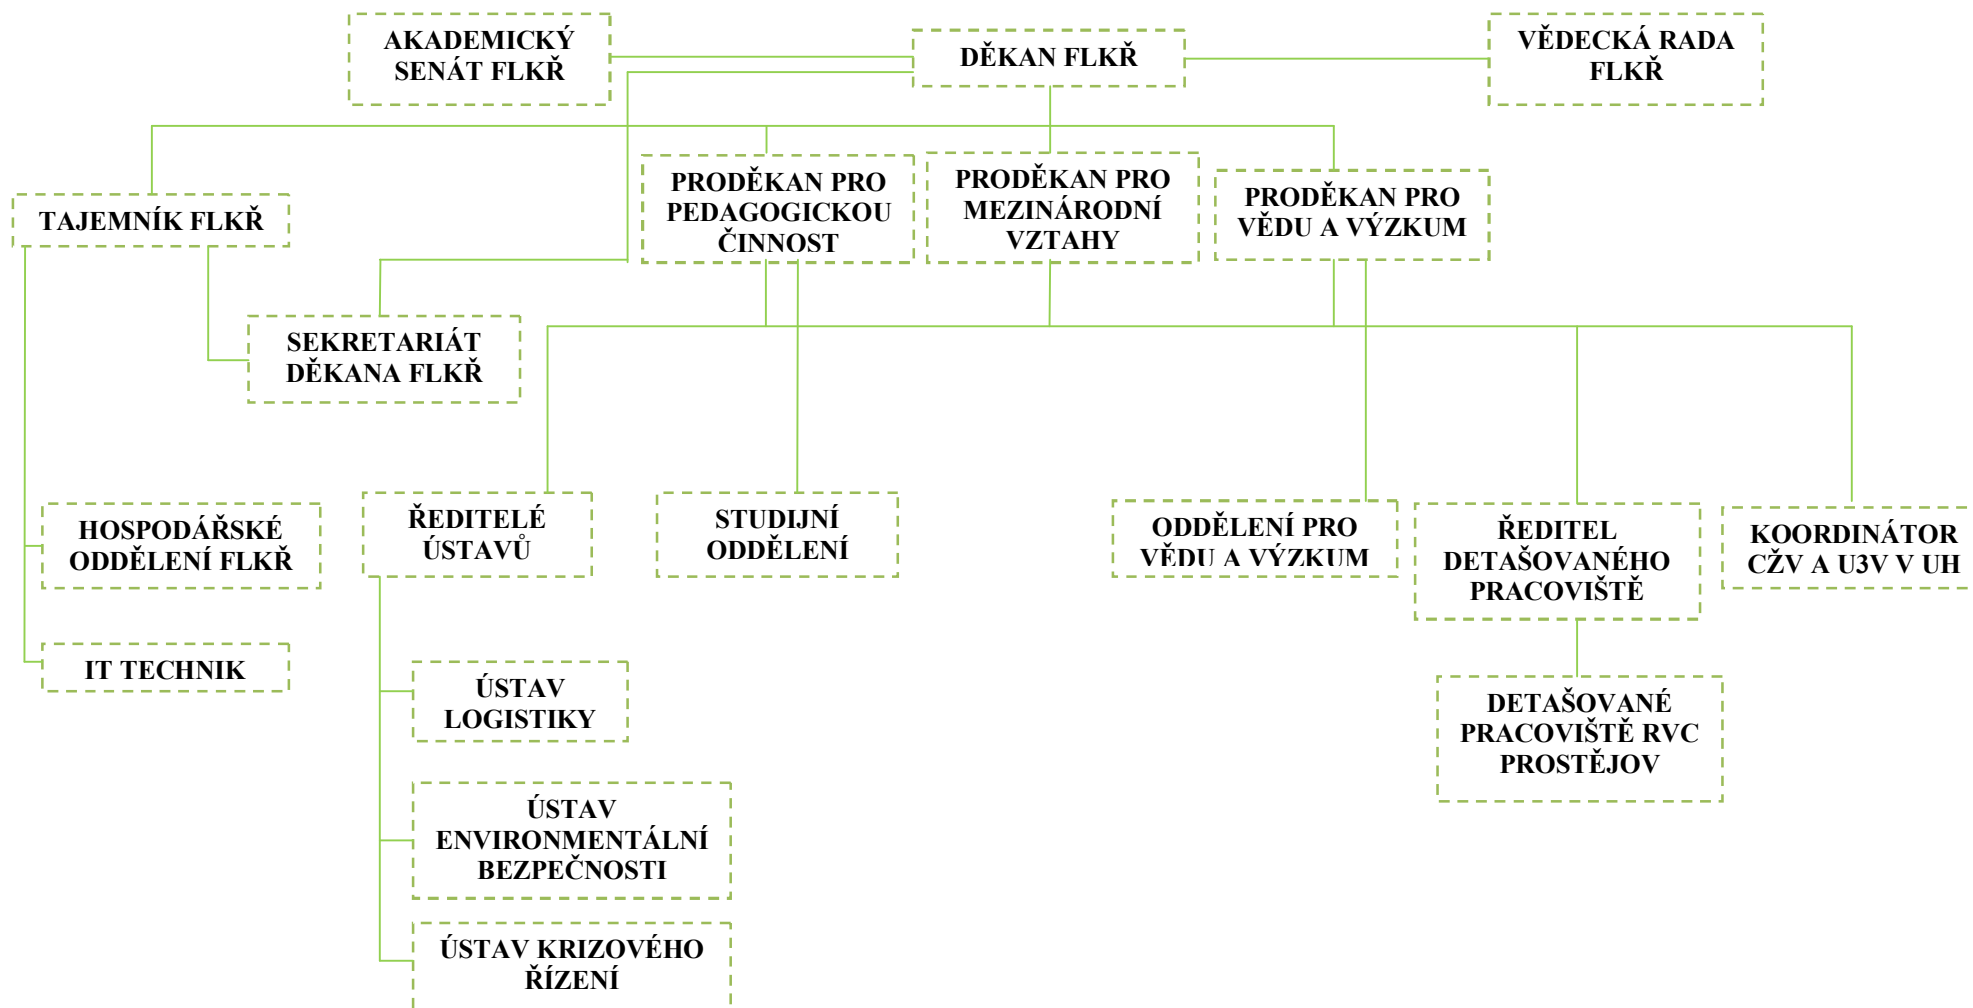 AKADEMICKÝ
SENÁT FLKŘ
DĚKAN FLKŘ
VĚDECKÁ RADA
FLKŘ
TAJEMNÍK FLKŘ
PRODĚKAN PRO
PEDAGOGICKOU
ČINNOST
PRODĚKAN PRO
MEZINÁRODNÍ
VZTAHY
PRODĚKAN PRO
VĚDU A VÝZKUM
SEKRETARIÁT
DĚKANA FLKŘ
HOSPODÁŘSKÉ
ODDĚLENÍ FLKŘ
ŘEDITELÉ
ÚSTAVŮ
STUDIJNÍ
ODDĚLENÍ
ODDĚLENÍ PRO
VĚDU A VÝZKUM
ŘEDITEL
DETAŠOVANÉHO
PRACOVIŠTĚ
KOORDINÁTOR
CŽV A U3V V UH
IT TECHNIK
ÚSTAV
LOGISTIKY
DETAŠOVANÉ
PRACOVIŠTĚ RVC
PROSTĚJOV
ÚSTAV
ENVIRONMENTÁLNÍ
BEZPEČNOSTI
ÚSTAV KRIZOVÉHO
ŘÍZENÍ